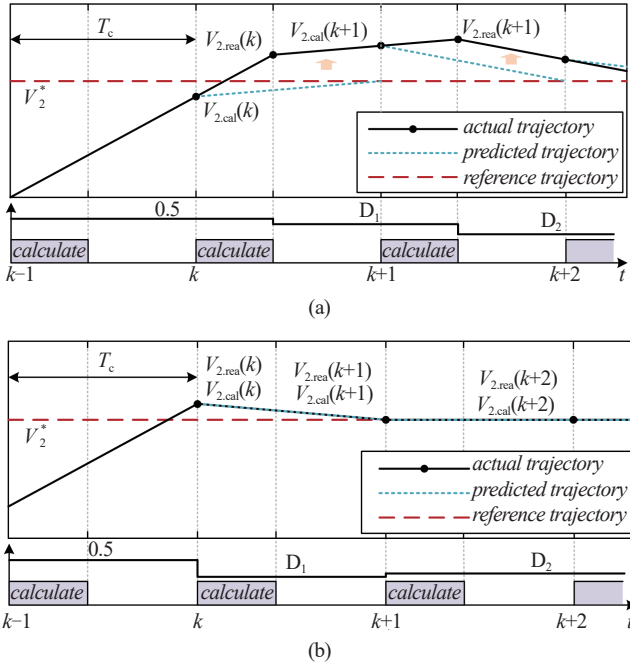 T_c V_2.rea(k) V_2.cal(k+1) V_2.rea(k+1)
V_2^*
V_2.cal(k)
actual trajectory
predicted trajectory
reference trajectory
0.5 D_1 D_2
calculate calculate calculate
k−1 k k+1 k+2 t
(a)
T_c V_2.rea(k) V_2.rea(k+1) V_2.rea(k+2)
V_2.cal(k) V_2.cal(k+1) V_2.cal(k+2)
V_2^*
actual trajectory
predicted trajectory
reference trajectory
0.5 D_1 D_2
calculate calculate calculate
k−1 k k+1 k+2 t
(b)